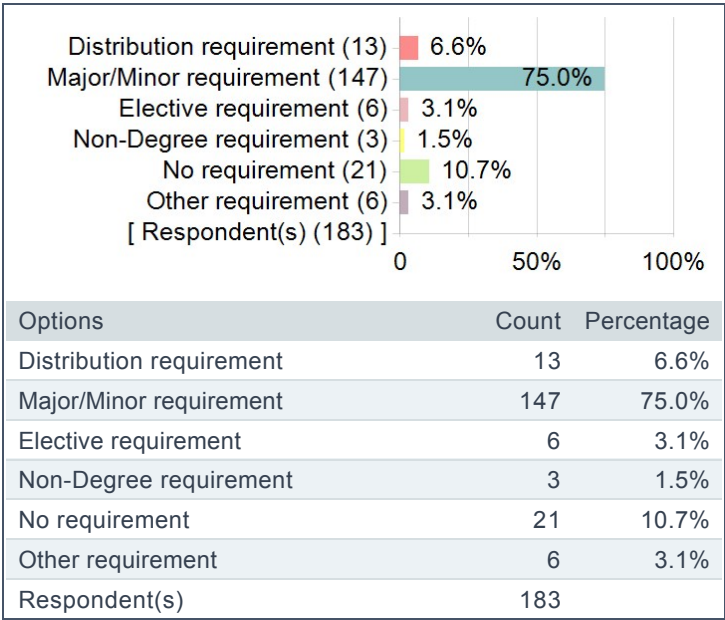 Distribution requirement (13) 6.6%
Major/Minor requirement (147) 75.0%
Elective requirement (6) 3.1%
Non-Degree requirement (3) 1.5%
No requirement (21) 10.7%
Other requirement (6) 3.1%
[ Respondent(s) (183) ]
0 50% 100%
Options Count Percentage
Distribution requirement 13 6.6%
Major/Minor requirement 147 75.0%
Elective requirement 6 3.1%
Non-Degree requirement 3 1.5%
No requirement 21 10.7%
Other requirement 6 3.1%
Respondent(s) 183